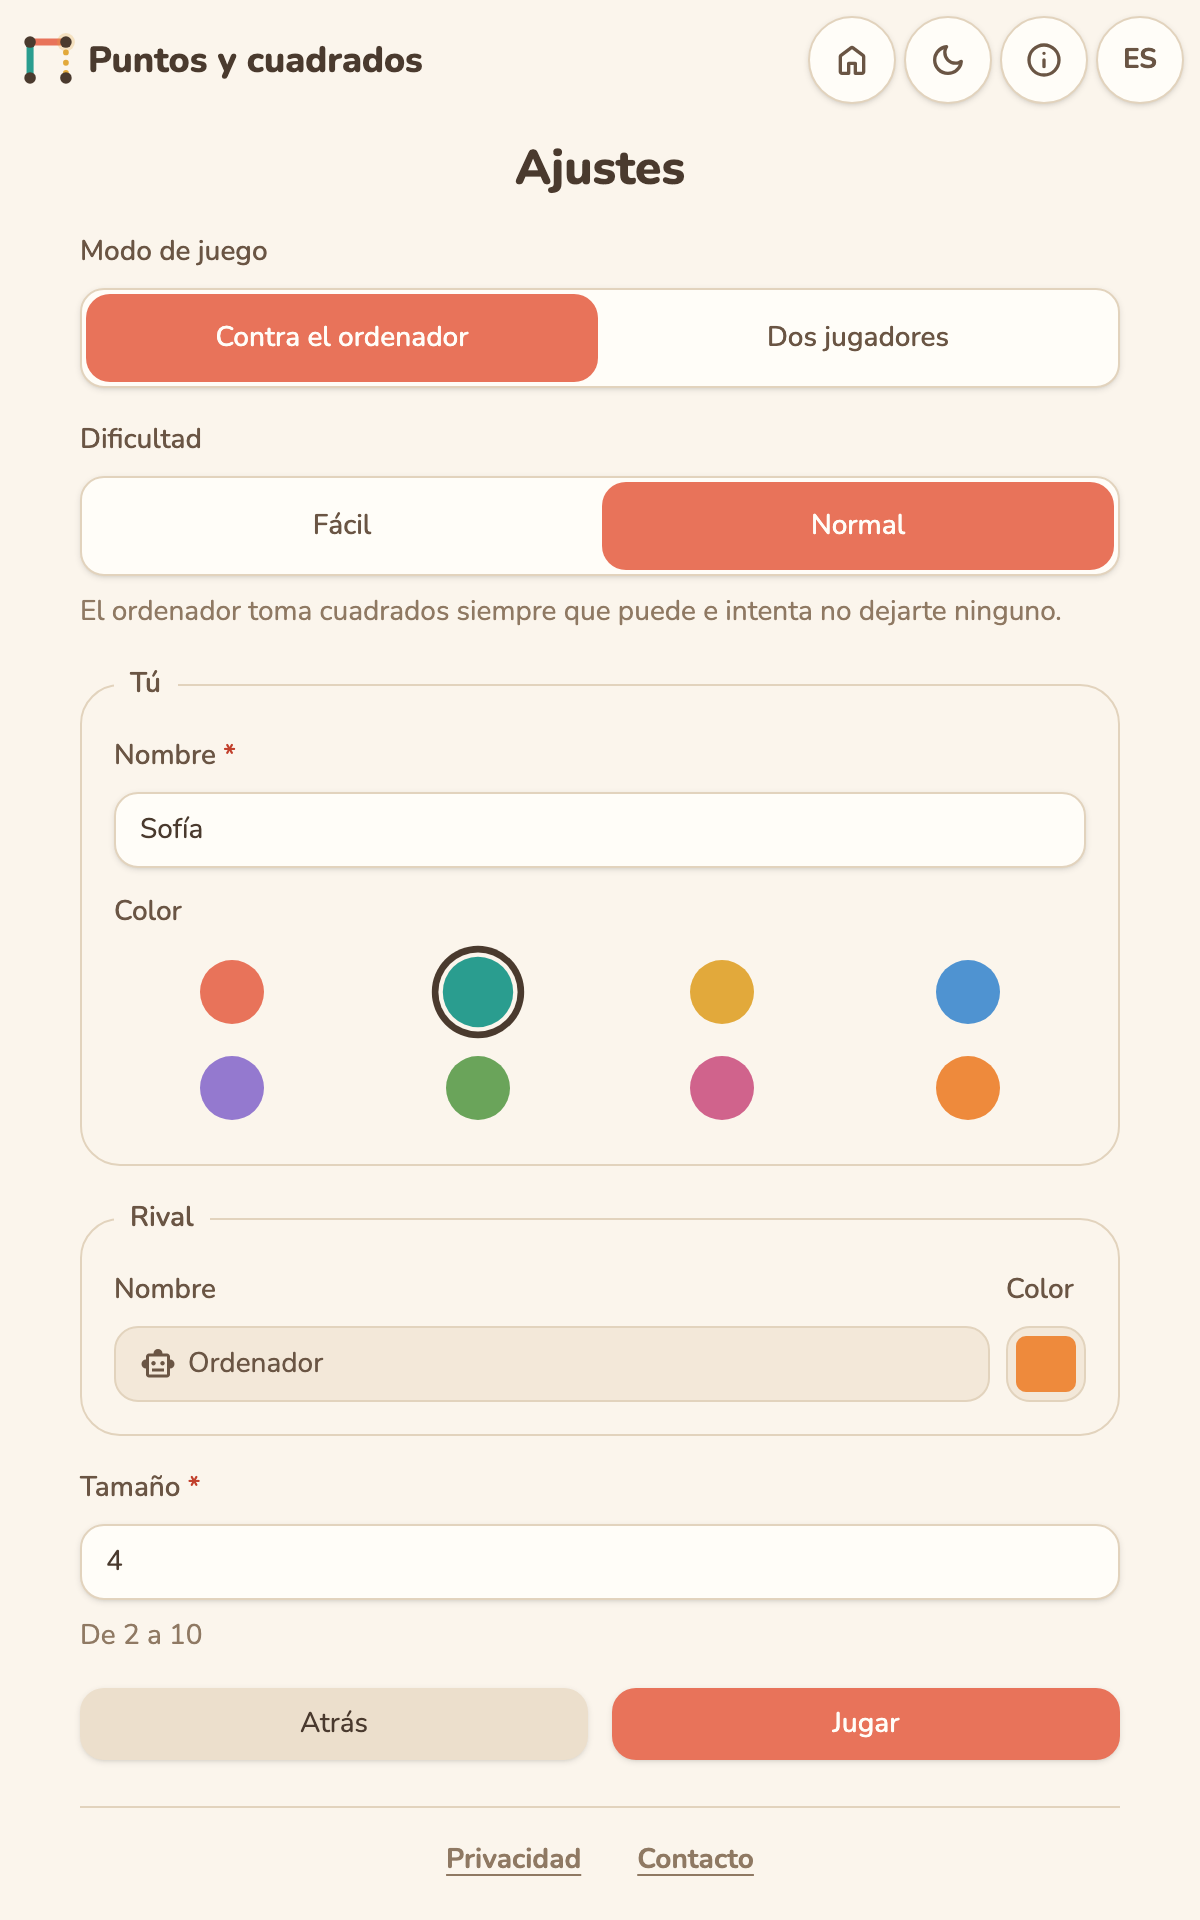 Puntos y cuadrados
ES
Ajustes
Modo de juego
Contra el ordenador
Dos jugadores
Dificultad
Fácil
Normal
El ordenador toma cuadrados siempre que puede e intenta no dejarte ninguno.
Tú
Nombre *
Sofía
Color
Rival
Nombre
Color
Ordenador
Tamaño *
4
De 2 a 10
Atrás
Jugar
Privacidad
Contacto